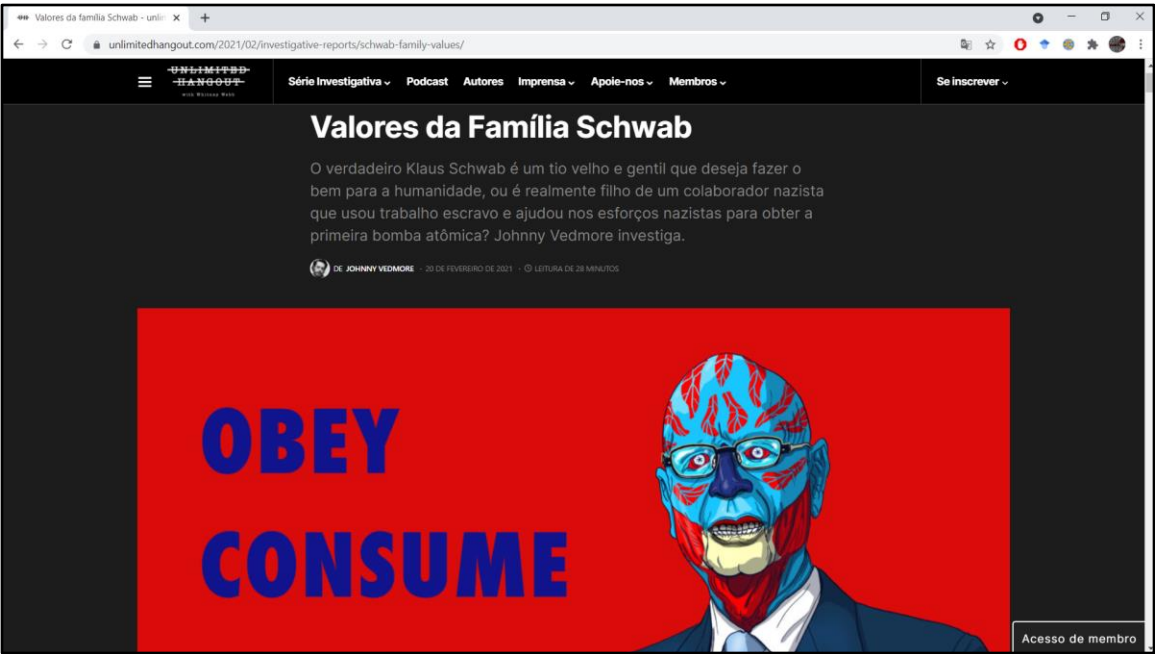 Valores da família Schwab - unlin
unlimitedhangout.com/2021/02/investigative-reports/schwab-family-values/
UNLIMITED
HANGOUT
with Whitney Webb
Série Investigativa Podcast Autores Imprensa Apoie-nos Membros Se inscrever
Valores da Família Schwab
O verdadeiro Klaus Schwab é um tio velho e gentil que deseja fazer o
bem para a humanidade, ou é realmente filho de um colaborador nazista
que usou trabalho escravo e ajudou nos esforços nazistas para obter a
primeira bomba atômica? Johnny Vedmore investiga.
DE JOHNNY VEDMORE - 20 DE FEVEREIRO DE 2021 - LEITURA DE 28 MINUTOS
OBEY
CONSUME
Acesso de membro